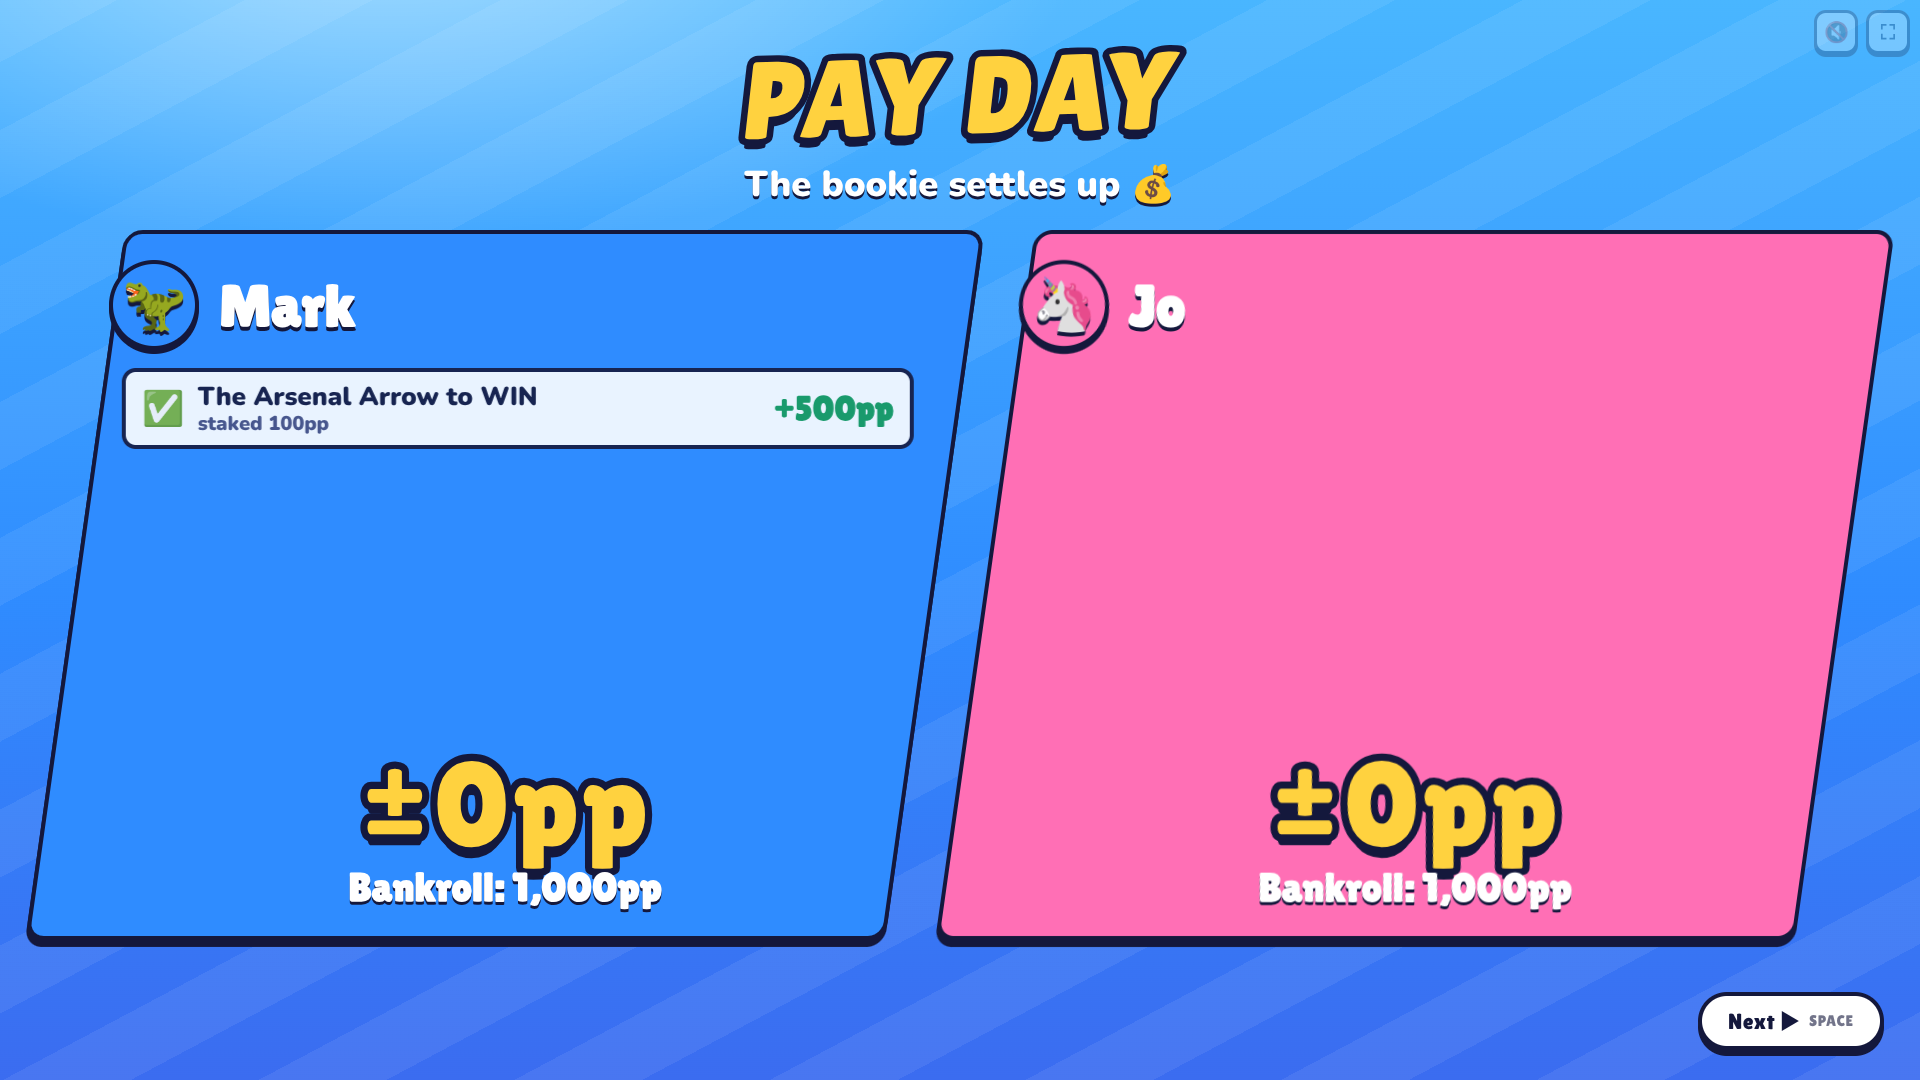 PAY DAY
The bookie settles up
Mark
The Arsenal Arrow to WIN
staked 100pp
+500pp
±0pp
Bankroll: 1,000pp
Jo
±0pp
Bankroll: 1,000pp
Next ▶ SPACE